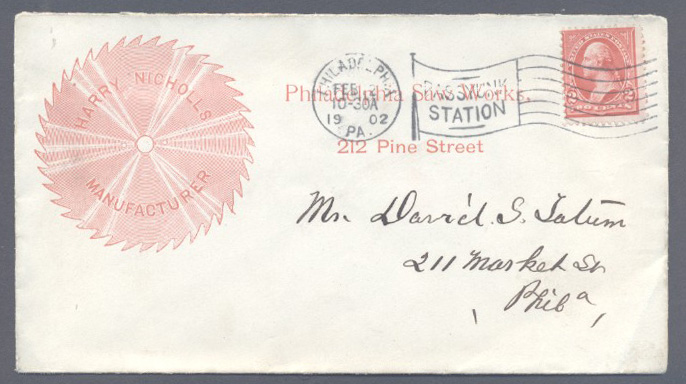 HARRY NICHOLLS
MANUFACTURER
PHILADELPHIA
FEB
10-30A
19 02
PA.
STATION
Philadelphia Saw Works,
212 Pine Street
Mr. David S. Tatum
211 Market St
Phila